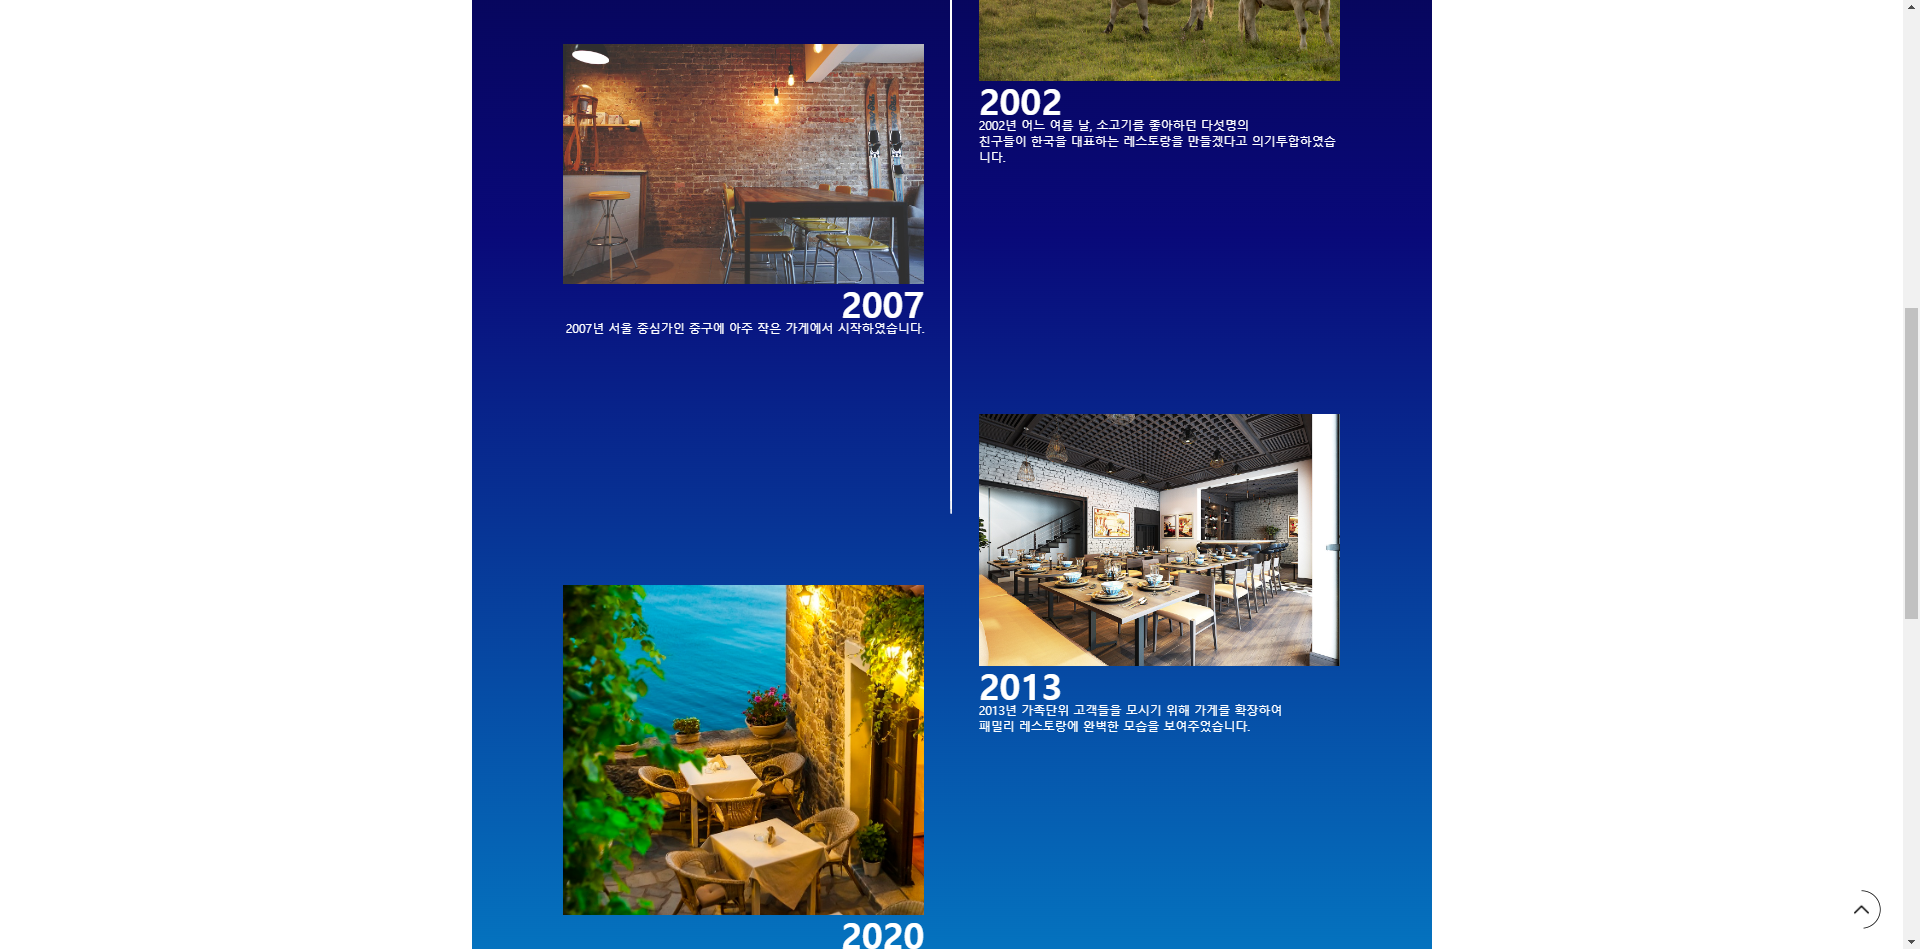 2002
2002년 어느 여름 날, 소고기를 좋아하던 다섯명의
친구들이 한국을 대표하는 레스토랑을 만들겠다고 의기투합하였습
니다.
2007
2007년 서울 중심가인 중구에 아주 작은 가게에서 시작하였습니다.
2013
2013년 가족단위 고객들을 모시기 위해 가게를 확장하여
패밀리 레스토랑에 완벽한 모습을 보여주었습니다.
2020